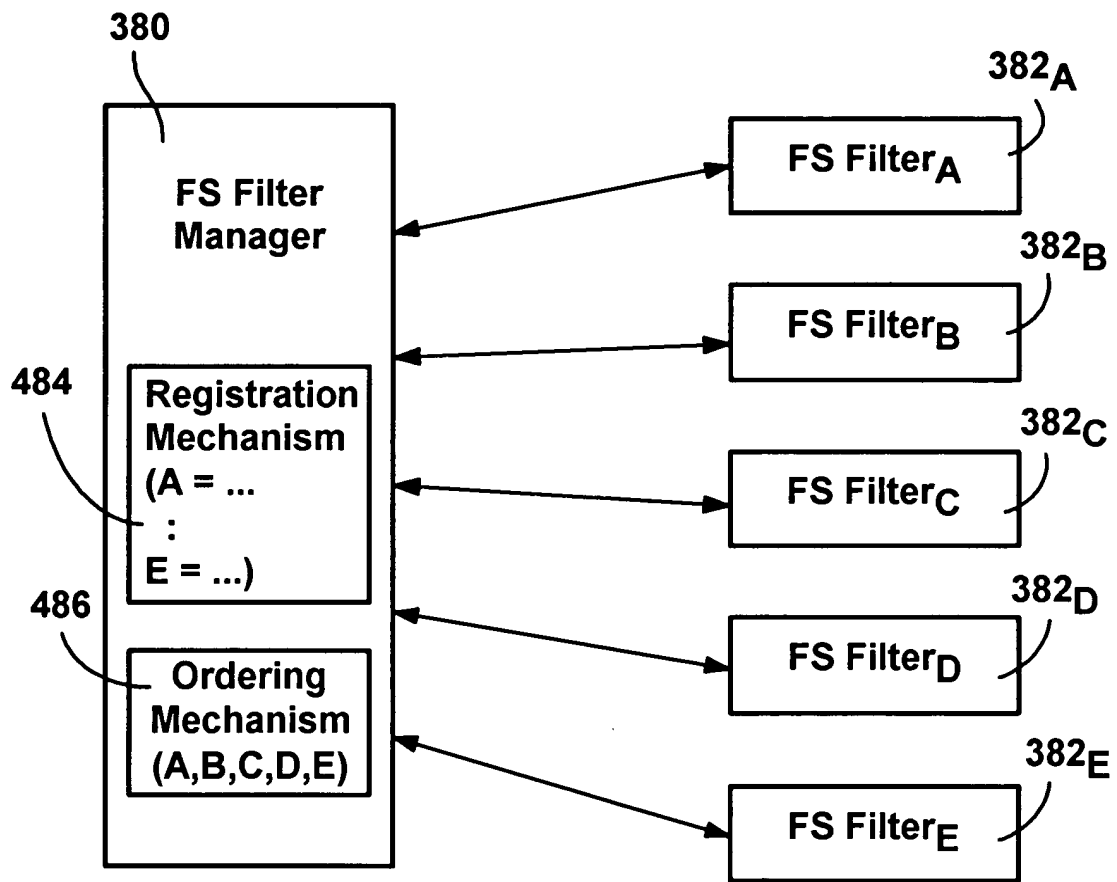 380
FS Filter
Manager
484
Registration
Mechanism
(A = ...
:
E = ...)
486
Ordering
Mechanism
(A,B,C,D,E)
382A
FS FilterA
382B
FS FilterB
382C
FS FilterC
382D
FS FilterD
382E
FS FilterE